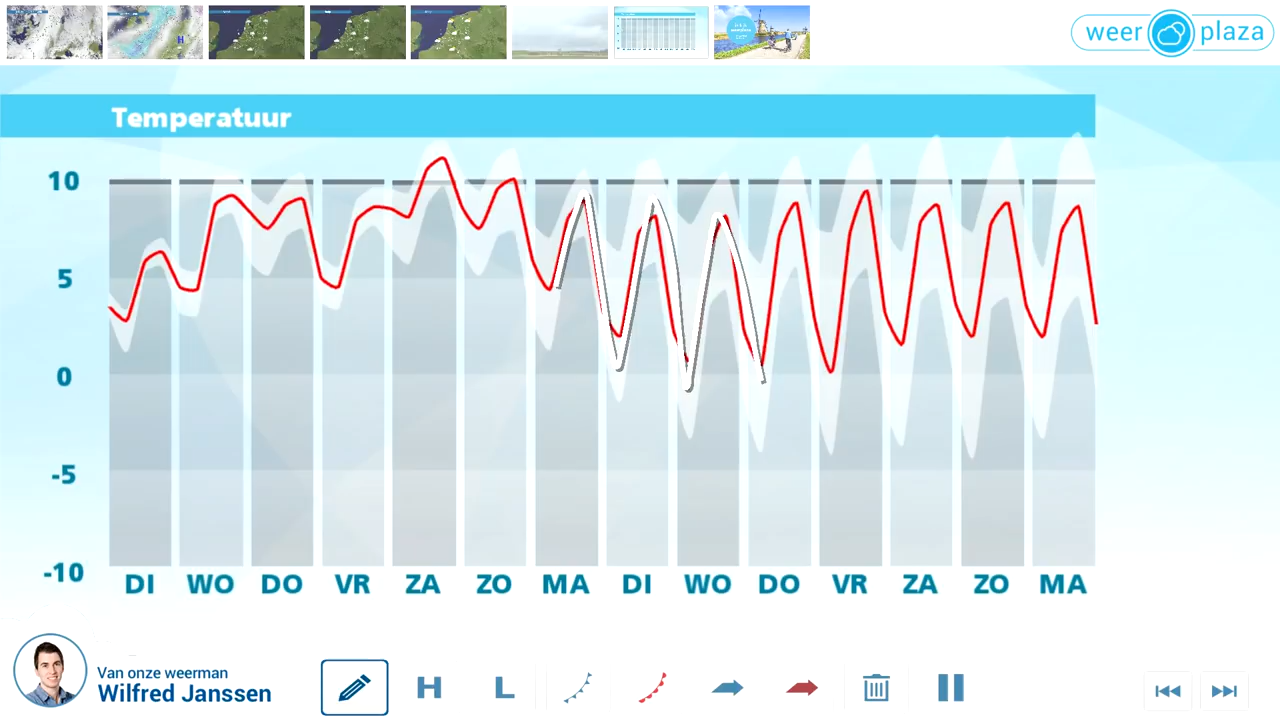 weer plaza
Temperatuur
10
5
0
-5
-10
DI WO DO VR ZA ZO MA DI WO DO VR ZA ZO MA
Van onze weerman
Wilfred Janssen
H L